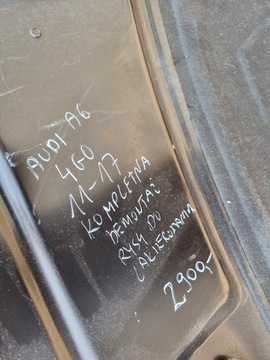 AUDI A6
4G0
11-17
KOMPLETNA
DEMONTAŻ
RYSY DO
LAKIEROWANIA
2900,-